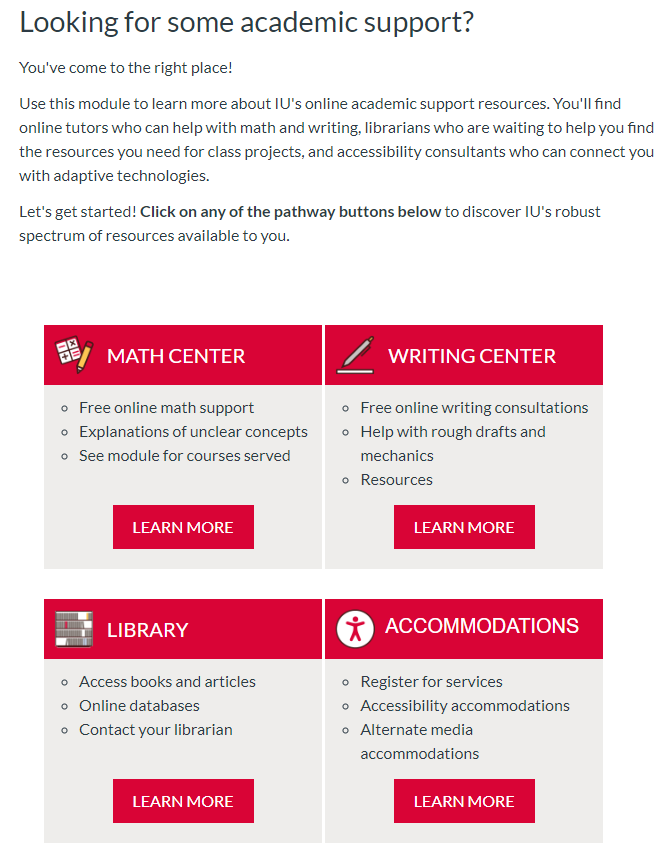 Looking for some academic support?
You've come to the right place!
Use this module to learn more about IU's online academic support resources. You'll find
online tutors who can help with math and writing, librarians who are waiting to help you find
the resources you need for class projects, and accessibility consultants who can connect you
with adaptive technologies.
Let's get started! Click on any of the pathway buttons below to discover IU's robust
spectrum of resources available to you.
MATH CENTER
Free online math support
Explanations of unclear concepts
See module for courses served
LEARN MORE
WRITING CENTER
Free online writing consultations
Help with rough drafts and
mechanics
Resources
LEARN MORE
LIBRARY
Access books and articles
Online databases
Contact your librarian
LEARN MORE
ACCOMMODATIONS
Register for services
Accessibility accommodations
Alternate media
accommodations
LEARN MORE